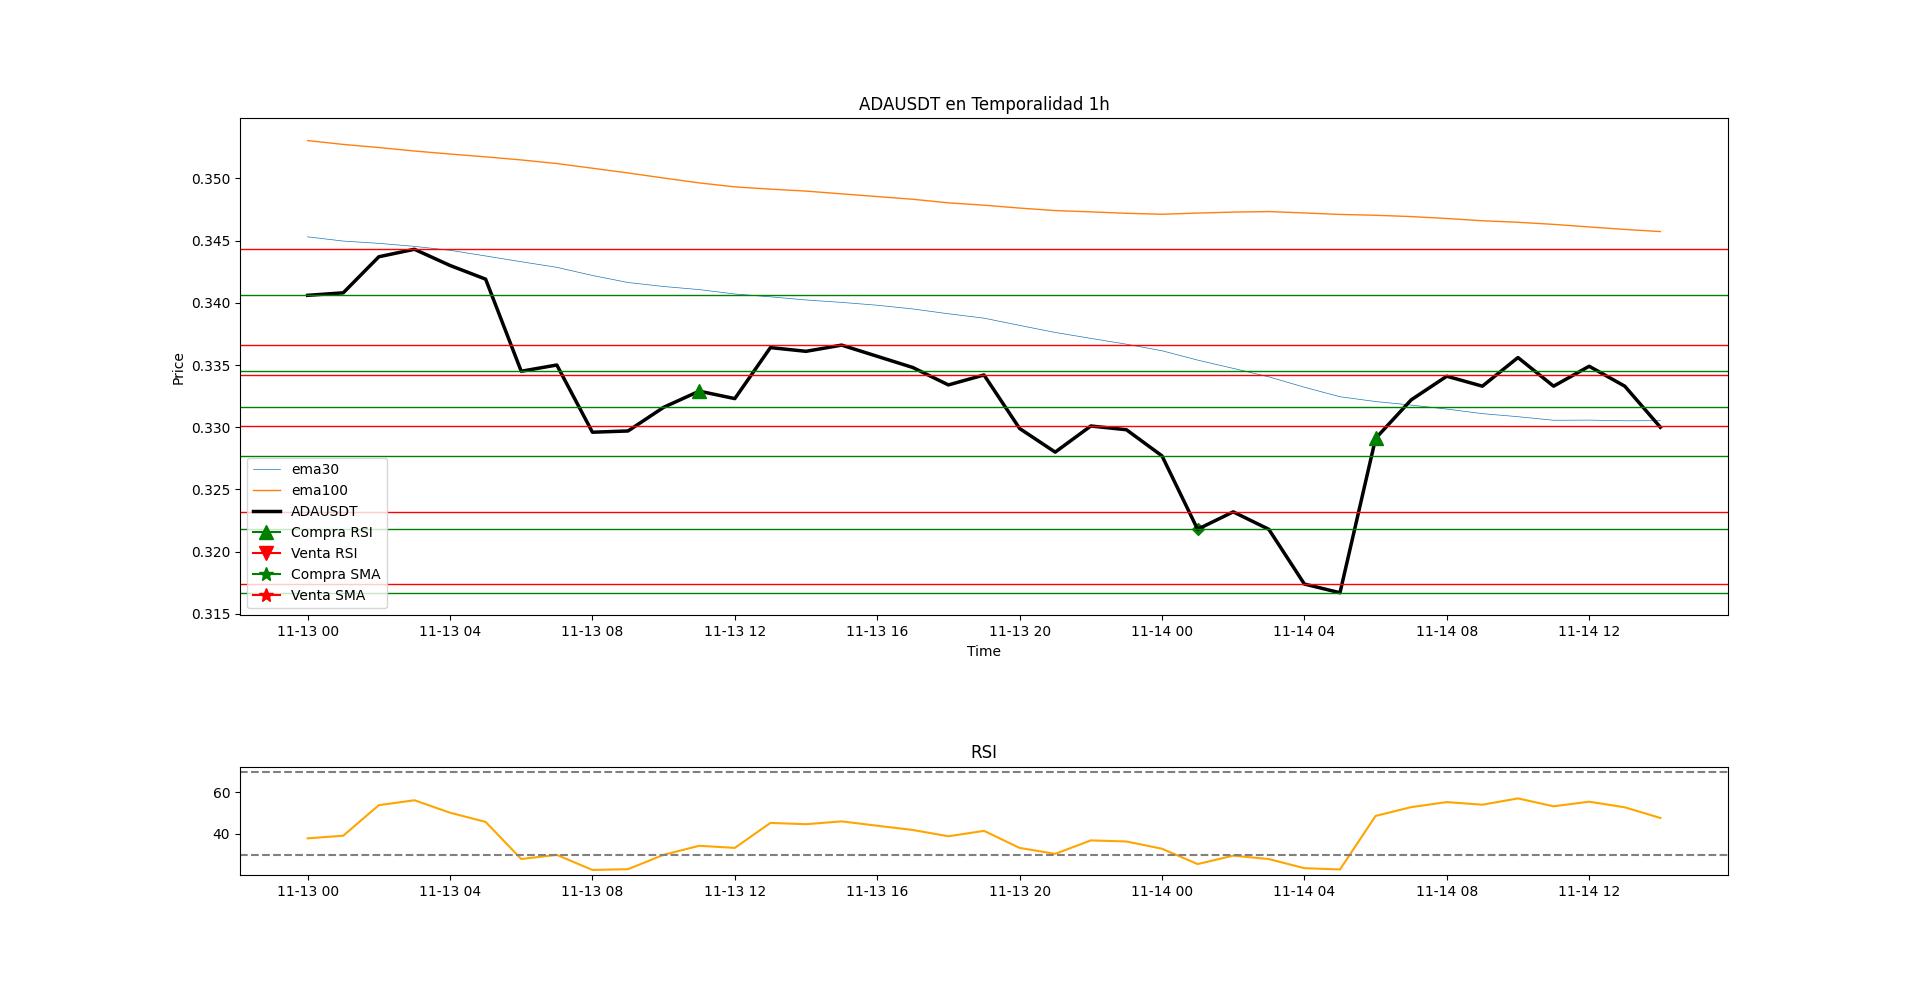 ADAUSDT en Temporalidad 1h
0.350
0.345
0.340
0.335
0.330
0.325
0.320
0.315
Price
ema30
ema100
ADAUSDT
Compra RSI
Venta RSI
Compra SMA
Venta SMA
11-13 00 11-13 04 11-13 08 11-13 12 11-13 16 11-13 20 11-14 00 11-14 04 11-14 08 11-14 12
Time
RSI
60
40
11-13 00 11-13 04 11-13 08 11-13 12 11-13 16 11-13 20 11-14 00 11-14 04 11-14 08 11-14 12